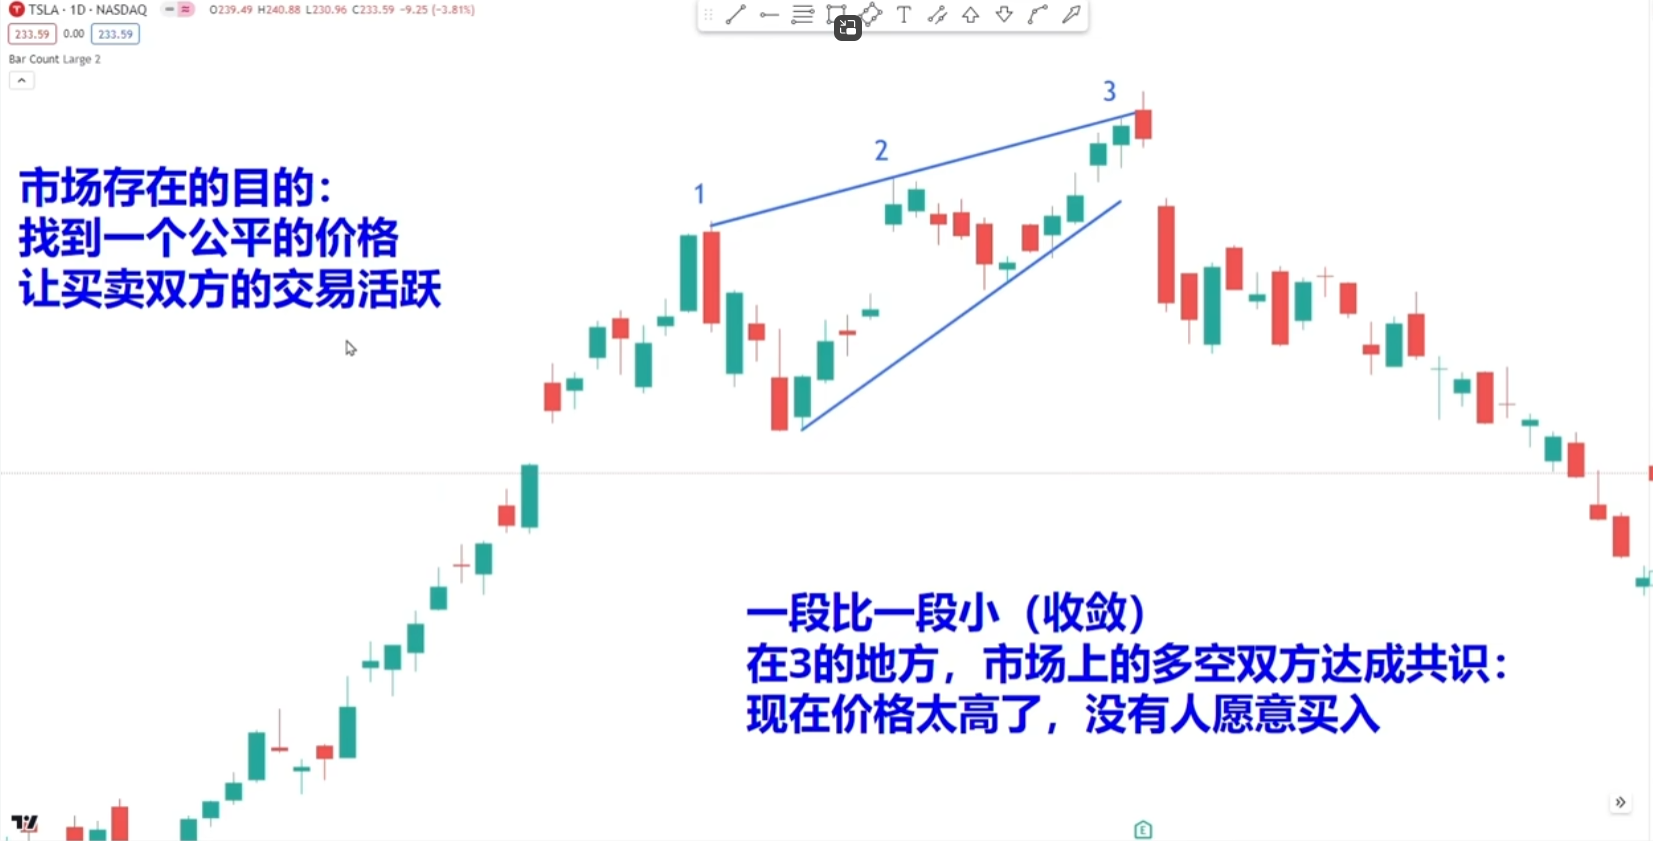 TSLA · 1D · NASDAQ O239.49 H240.88 L230.96 C233.59 −9.25 (−3.81%)
233.59 0.00 233.59
Bar Count Large 2
T
1
2
3
市场存在的目的：
找到一个公平的价格
让买卖双方的交易活跃
一段比一段小（收敛）
在3的地方，市场上的多空双方达成共识：
现在价格太高了，没有人愿意买入
E